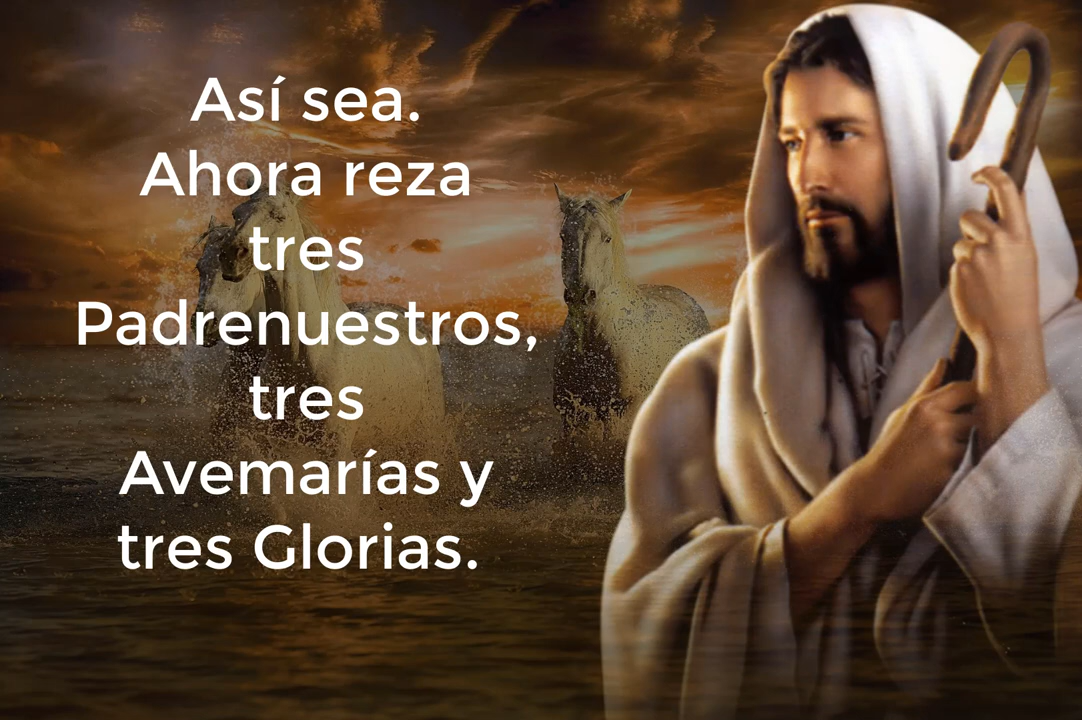 Así sea.
Ahora reza
tres
Padrenuestros,
tres
Avemarías y
tres Glorias.